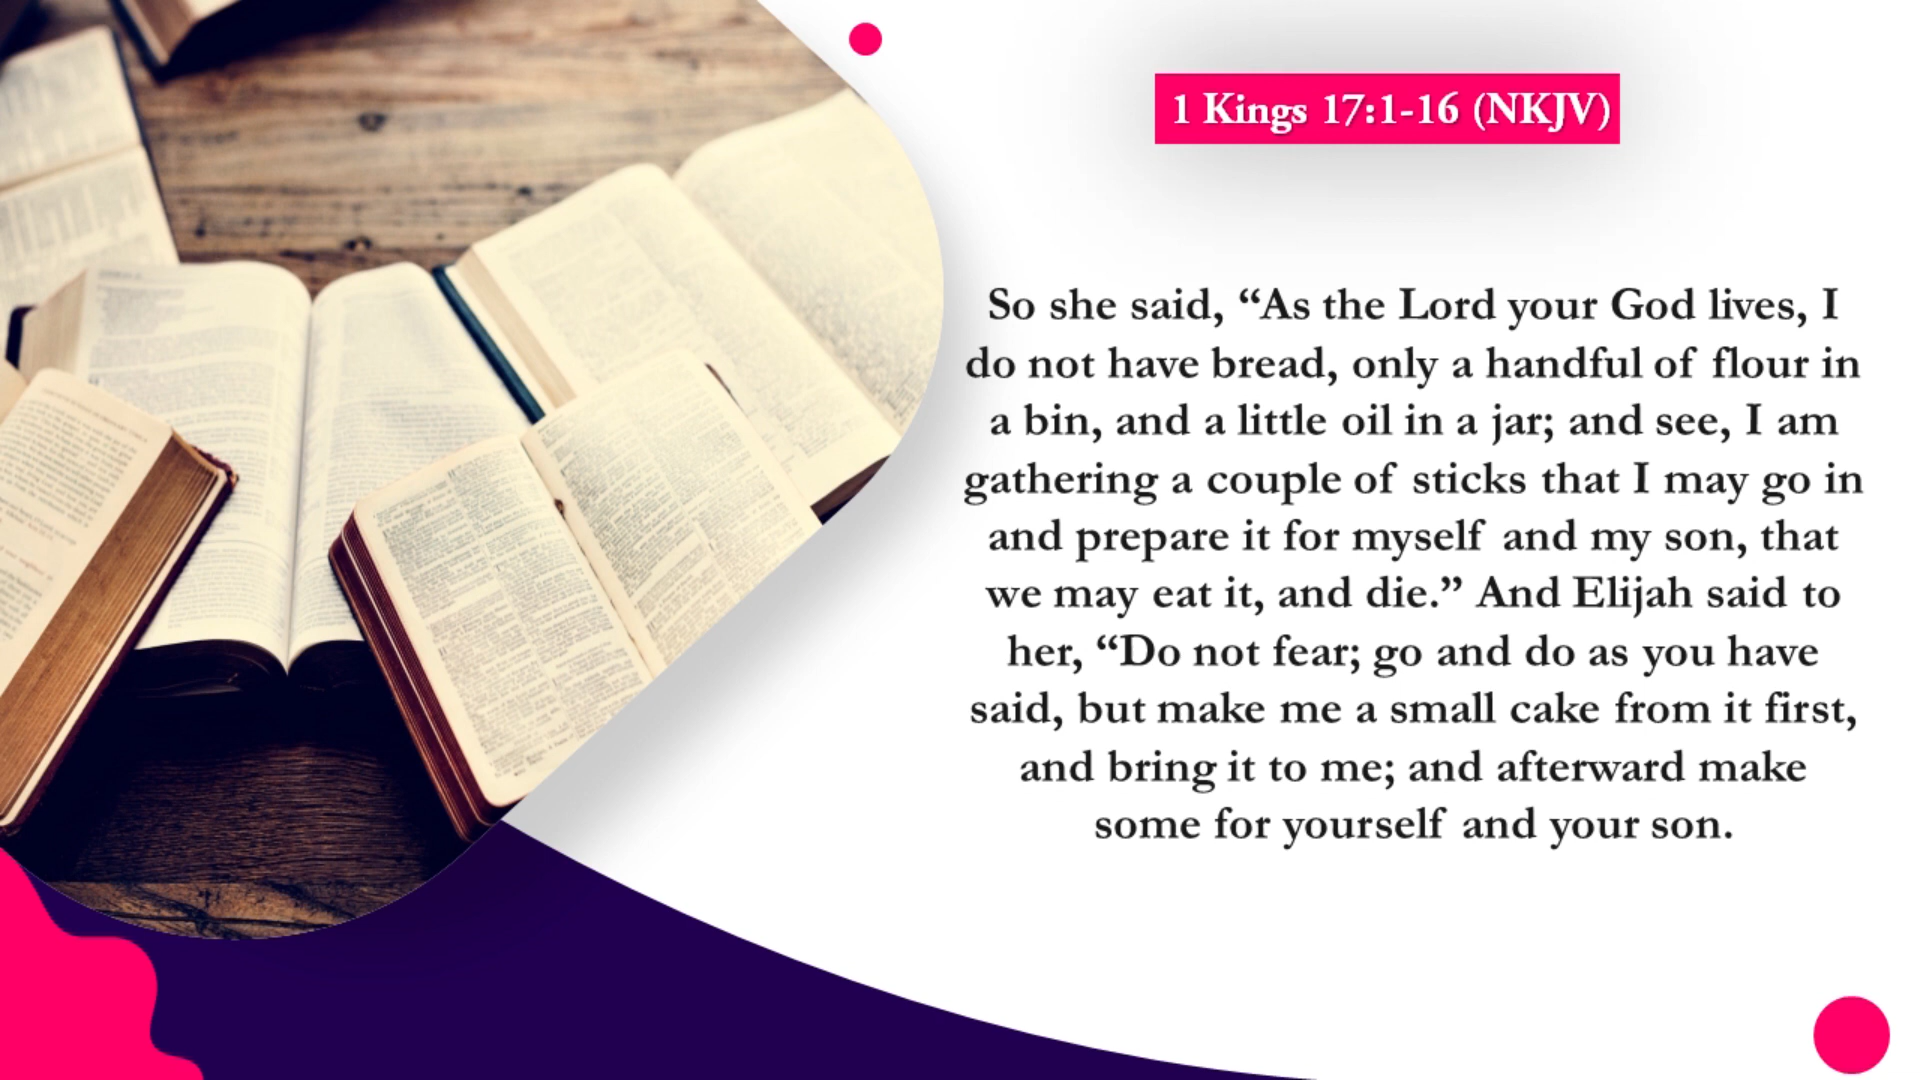 1 Kings 17:1-16 (NKJV)
So she said, “As the Lord your God lives, I
do not have bread, only a handful of flour in
a bin, and a little oil in a jar; and see, I am
gathering a couple of sticks that I may go in
and prepare it for myself and my son, that
we may eat it, and die.” And Elijah said to
her, “Do not fear; go and do as you have
said, but make me a small cake from it first,
and bring it to me; and afterward make
some for yourself and your son.